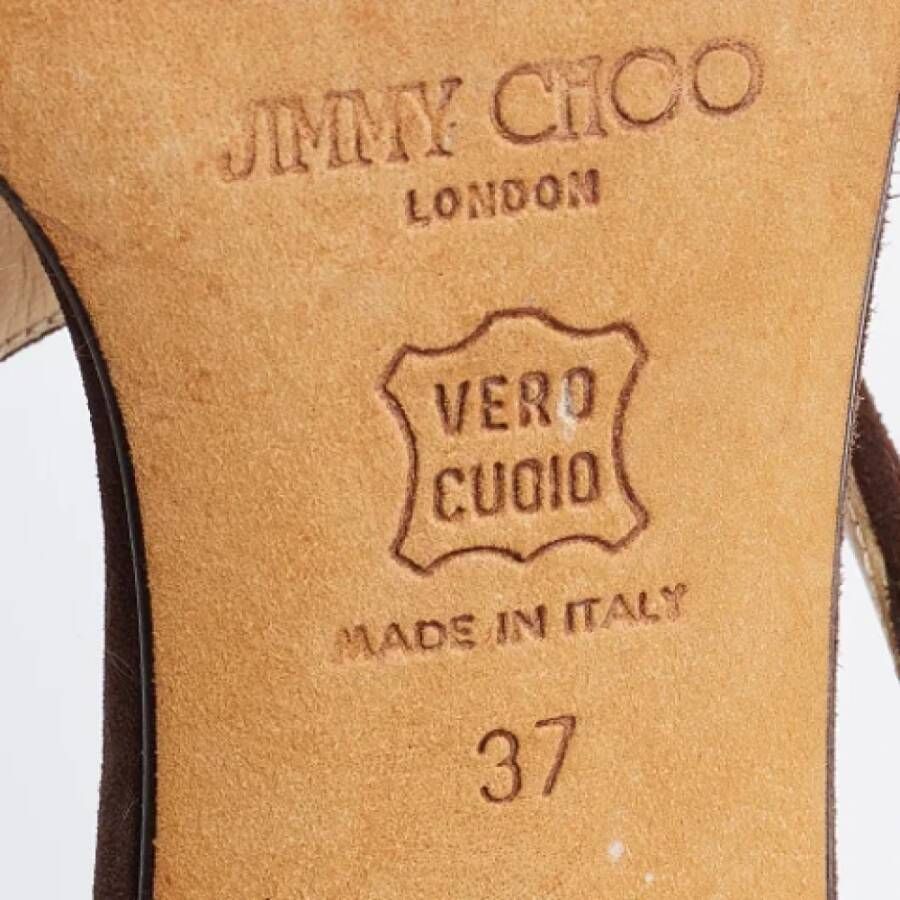 JIMMY CHOO
LONDON
VERO
CUOIO
MADE IN ITALY
37